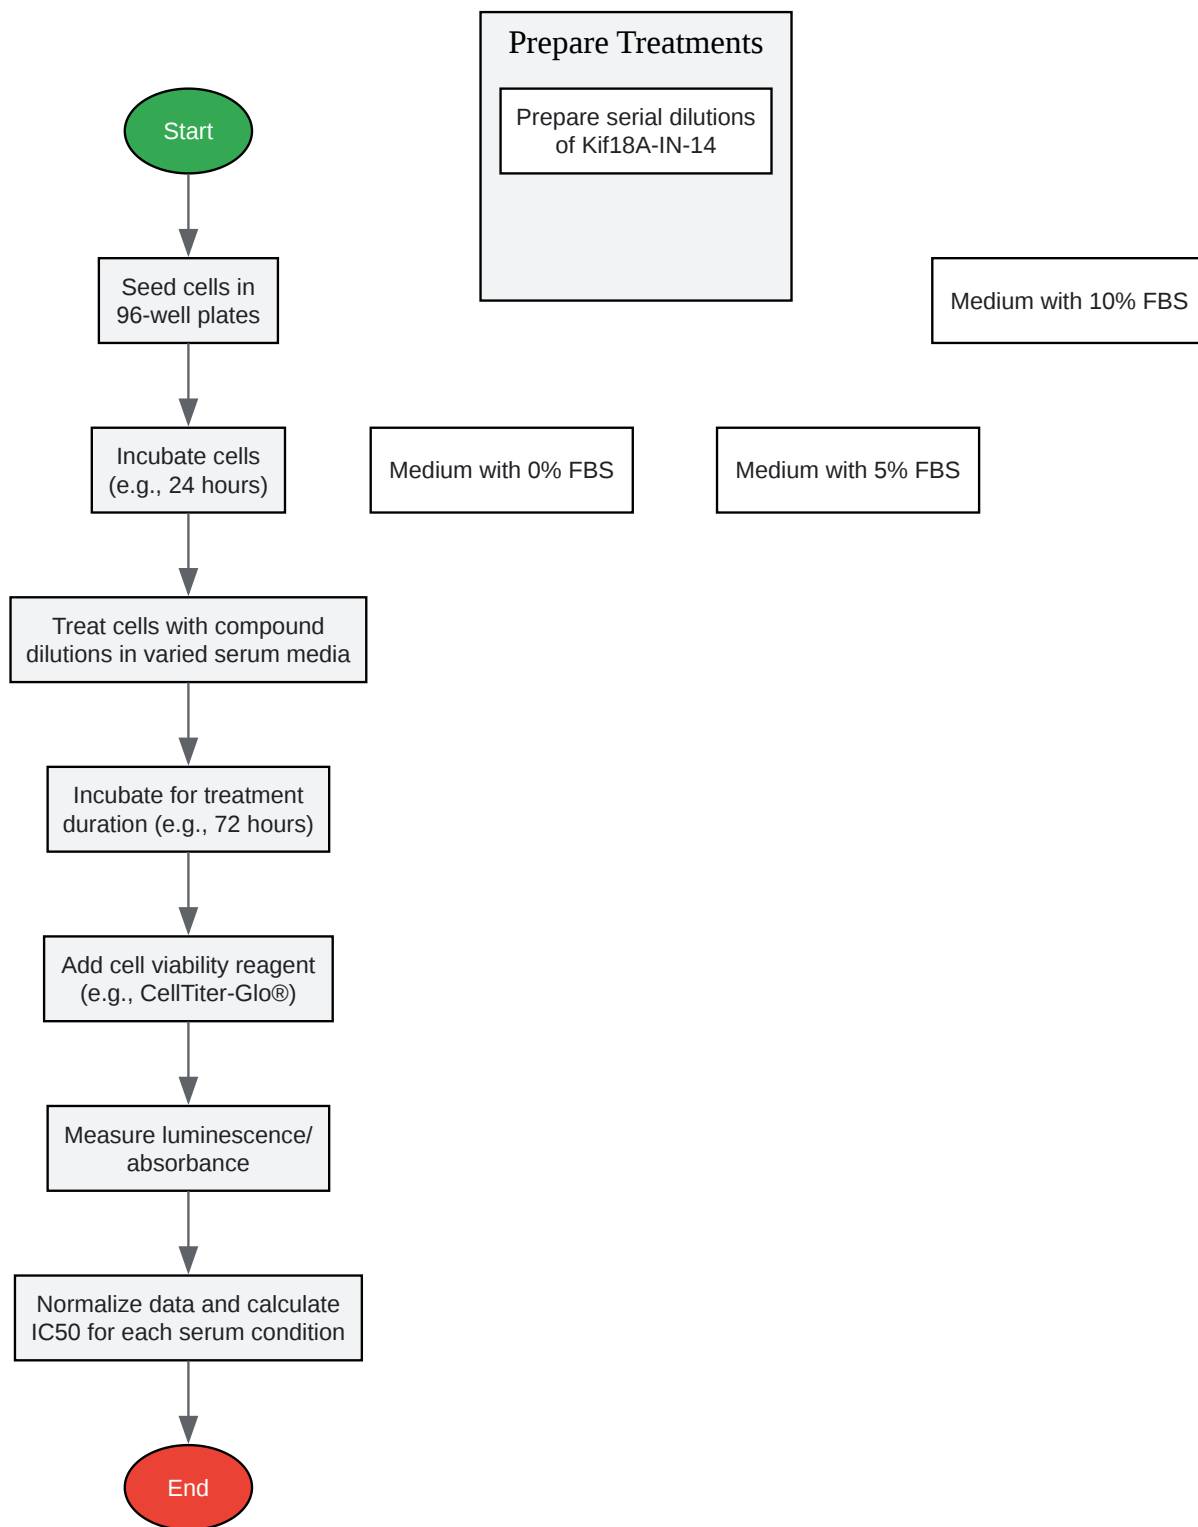 Prepare Treatments
Prepare serial dilutions
of Kif18A-IN-14
Start
Seed cells in
96-well plates
Medium with 10% FBS
Incubate cells
(e.g., 24 hours)
Medium with 0% FBS
Medium with 5% FBS
Treat cells with compound
dilutions in varied serum media
Incubate for treatment
duration (e.g., 72 hours)
Add cell viability reagent
(e.g., CellTiter-Glo®)
Measure luminescence/
absorbance
Normalize data and calculate
IC50 for each serum condition
End